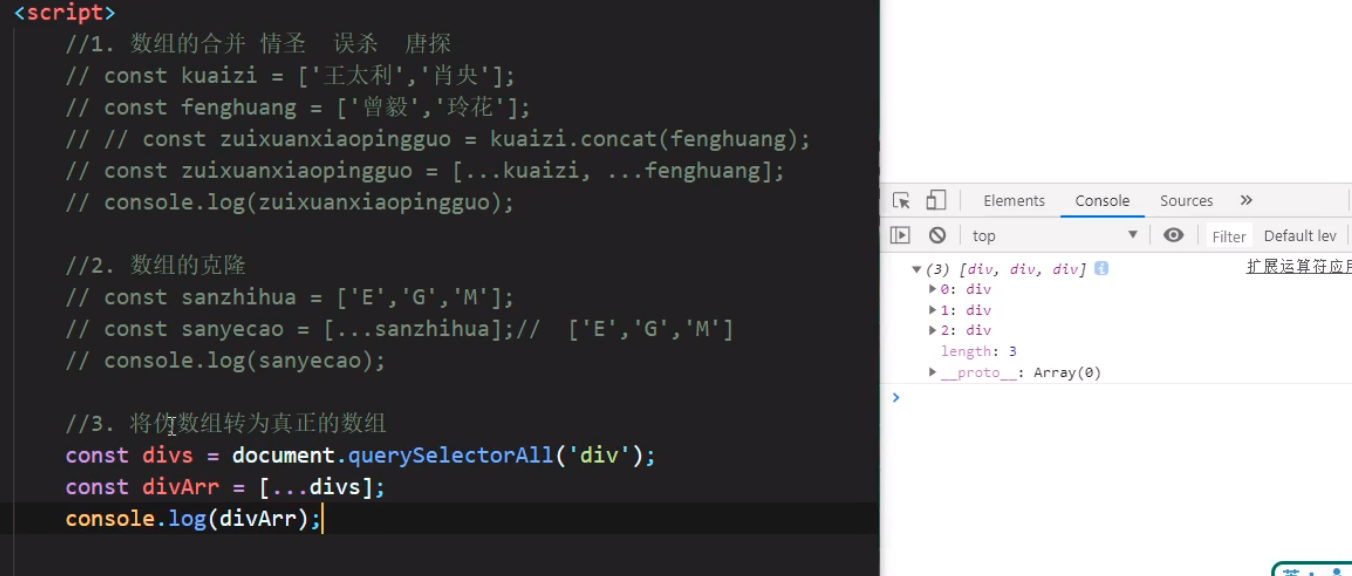 <script>
//1. 数组的合并 情圣  误杀  唐探
// const kuaizi = ['王太利','肖央'];
// const fenghuang = ['曾毅','玲花'];
// // const zuixuanxiaopingguo = kuaizi.concat(fenghuang);
// const zuixuanxiaopingguo = [...kuaizi, ...fenghuang];
// console.log(zuixuanxiaopingguo);
//2. 数组的克隆
// const sanzhihua = ['E','G','M'];
// const sanyecao = [...sanzhihua];//  ['E','G','M']
// console.log(sanyecao);
//3. 将伪数组转为真正的数组
const divs = document.querySelectorAll('div');
const divArr = [...divs];
console.log(divArr);
Elements Console Sources »
top Filter Default lev
(3) [div, div, div] 扩展运算符应用
0: div
1: div
2: div
length: 3
__proto__: Array(0)